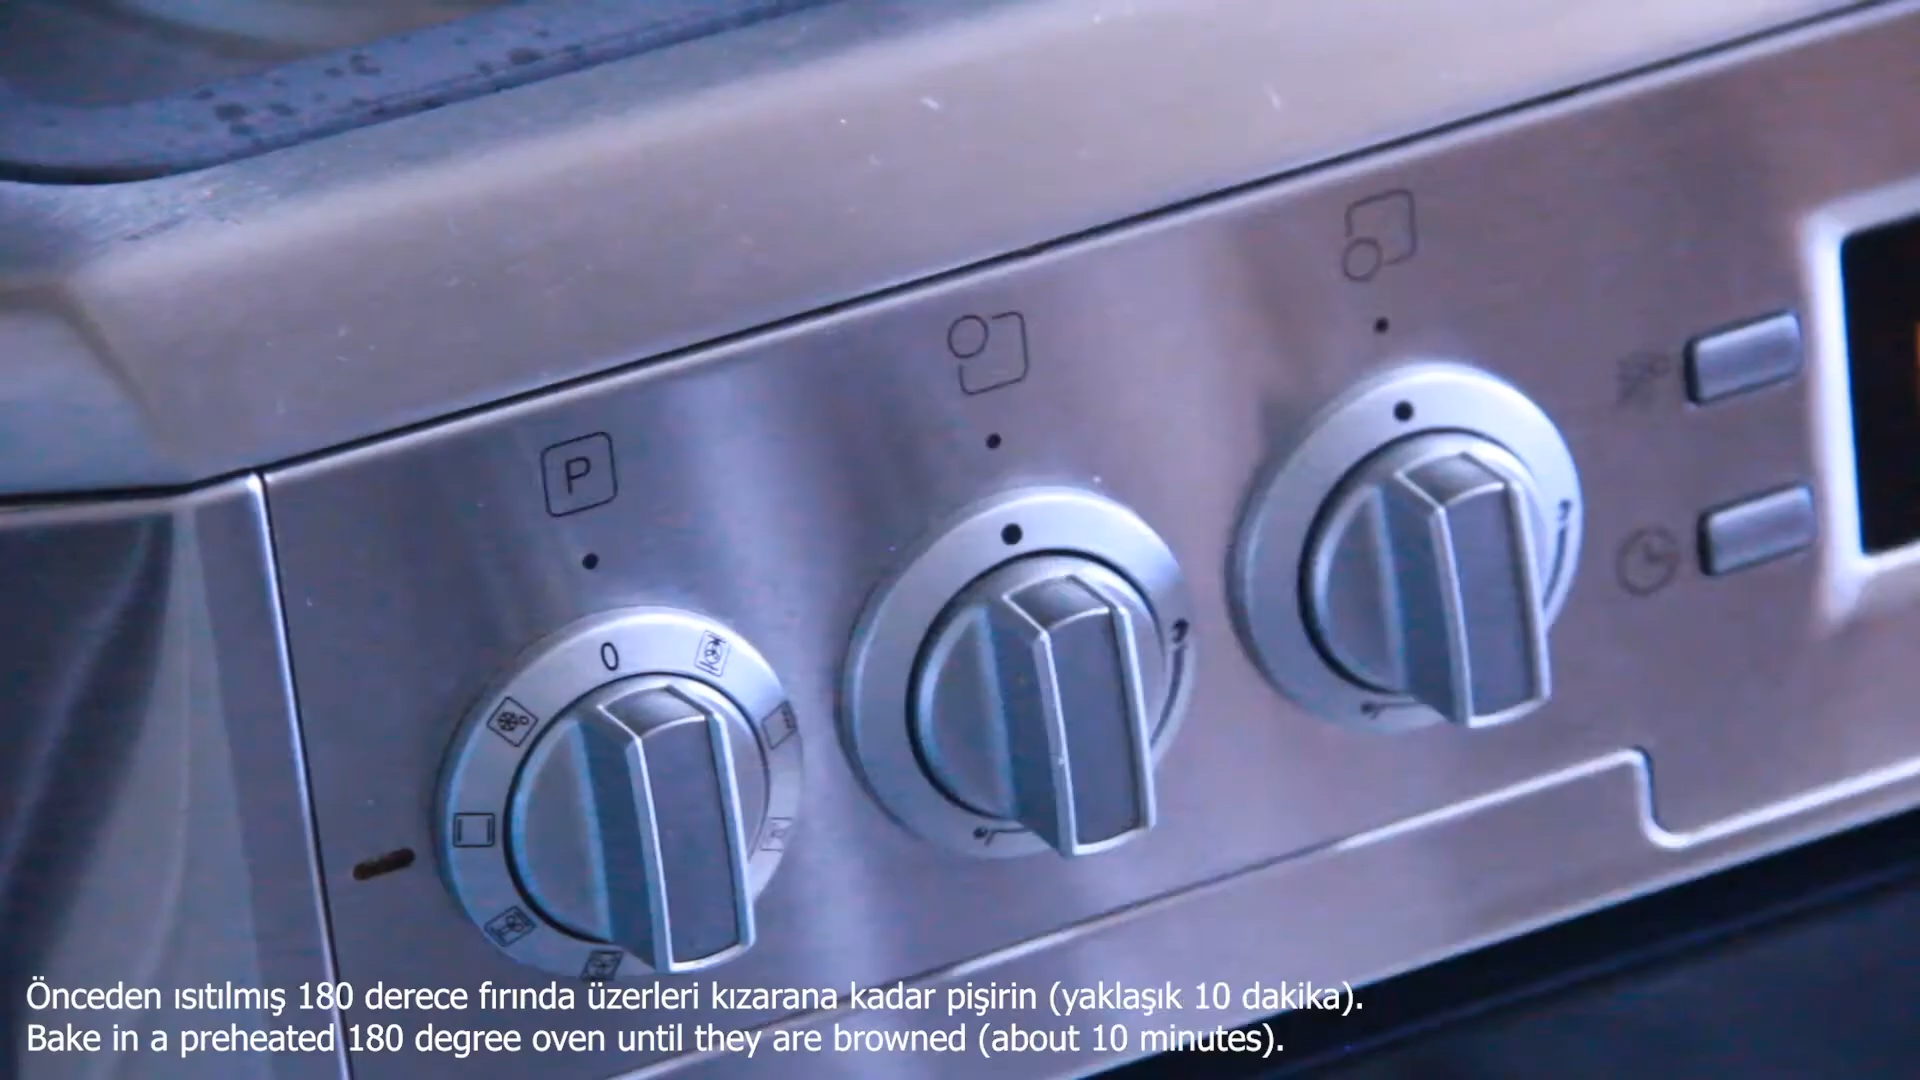 P
0
Önceden ısıtılmış 180 derece fırında üzerleri kızarana kadar pişirin (yaklaşık 10 dakika).
Bake in a preheated 180 degree oven until they are browned (about 10 minutes).